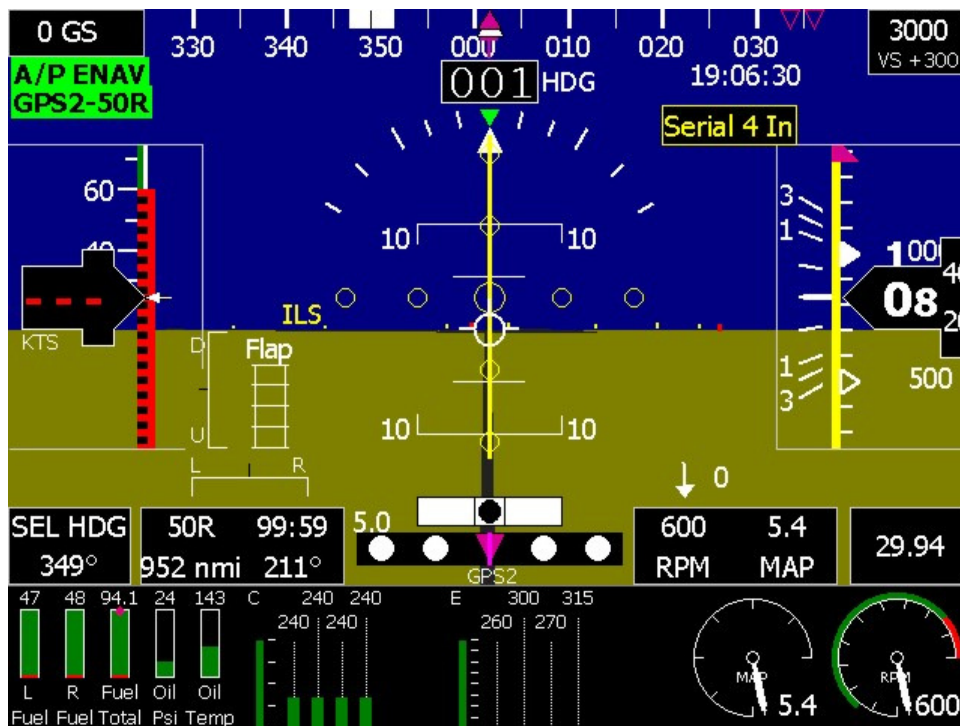 0 GS
330 340 350 000 010 020 030
3000
VS +300
A/P ENAV
GPS2-50R
001 HDG
19:06:30
Serial 4 In
60
3
10 10
1
40
1000
08
40
20
ILS
KTS
D
Flap
1
500
3
U
10 10
L R
0
SEL HDG
349°
50R 99:59
952 nmi 211°
5.0
GPS2
600 5.4
RPM MAP
29.94
47 48 94.1 24 143
L R Fuel Oil Oil
Fuel Fuel Total Psi Temp
C 240 240
240 240
E 300 315
260 270
MAP
5.4
RPM
600